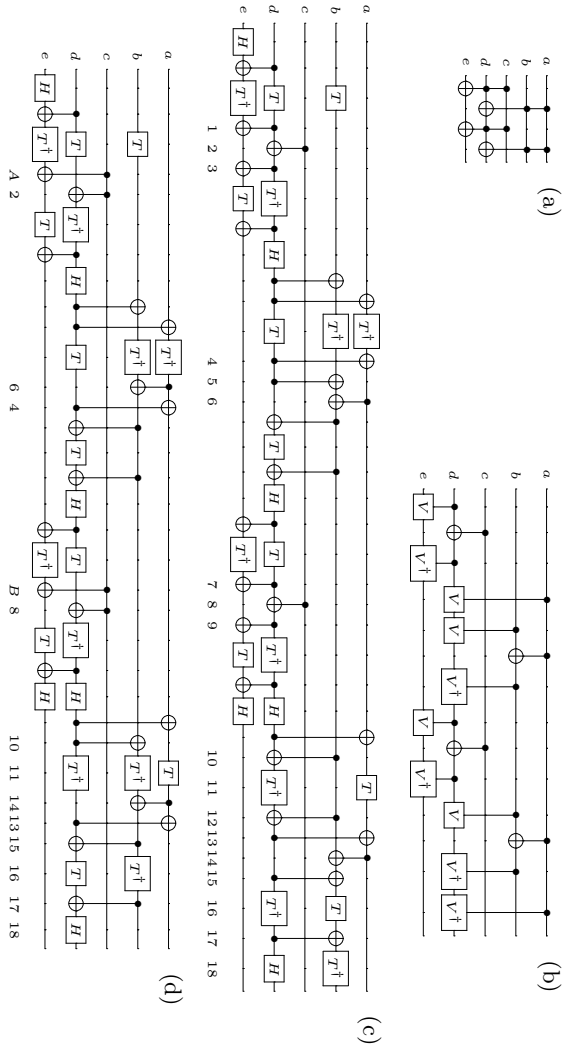 a
b
c
d
e
(a)
a
b
c
d V V V† V V† V†
e V V† V V†
(b)
a T† T
b T T† T T†
c
d T T† H T T H T T† H T† T† H
e H T† T T† T H
1 2 3 4 5 6 7 8 9 10 11 12 13 14 15 16 17 18
(c)
a T† T
b T T† T† T†
c
d T T† H T T H T T† H T† T H
e H T† T T† T H
A 2 6 4 B 8 10 11 14 13 15 16 17 18
(d)